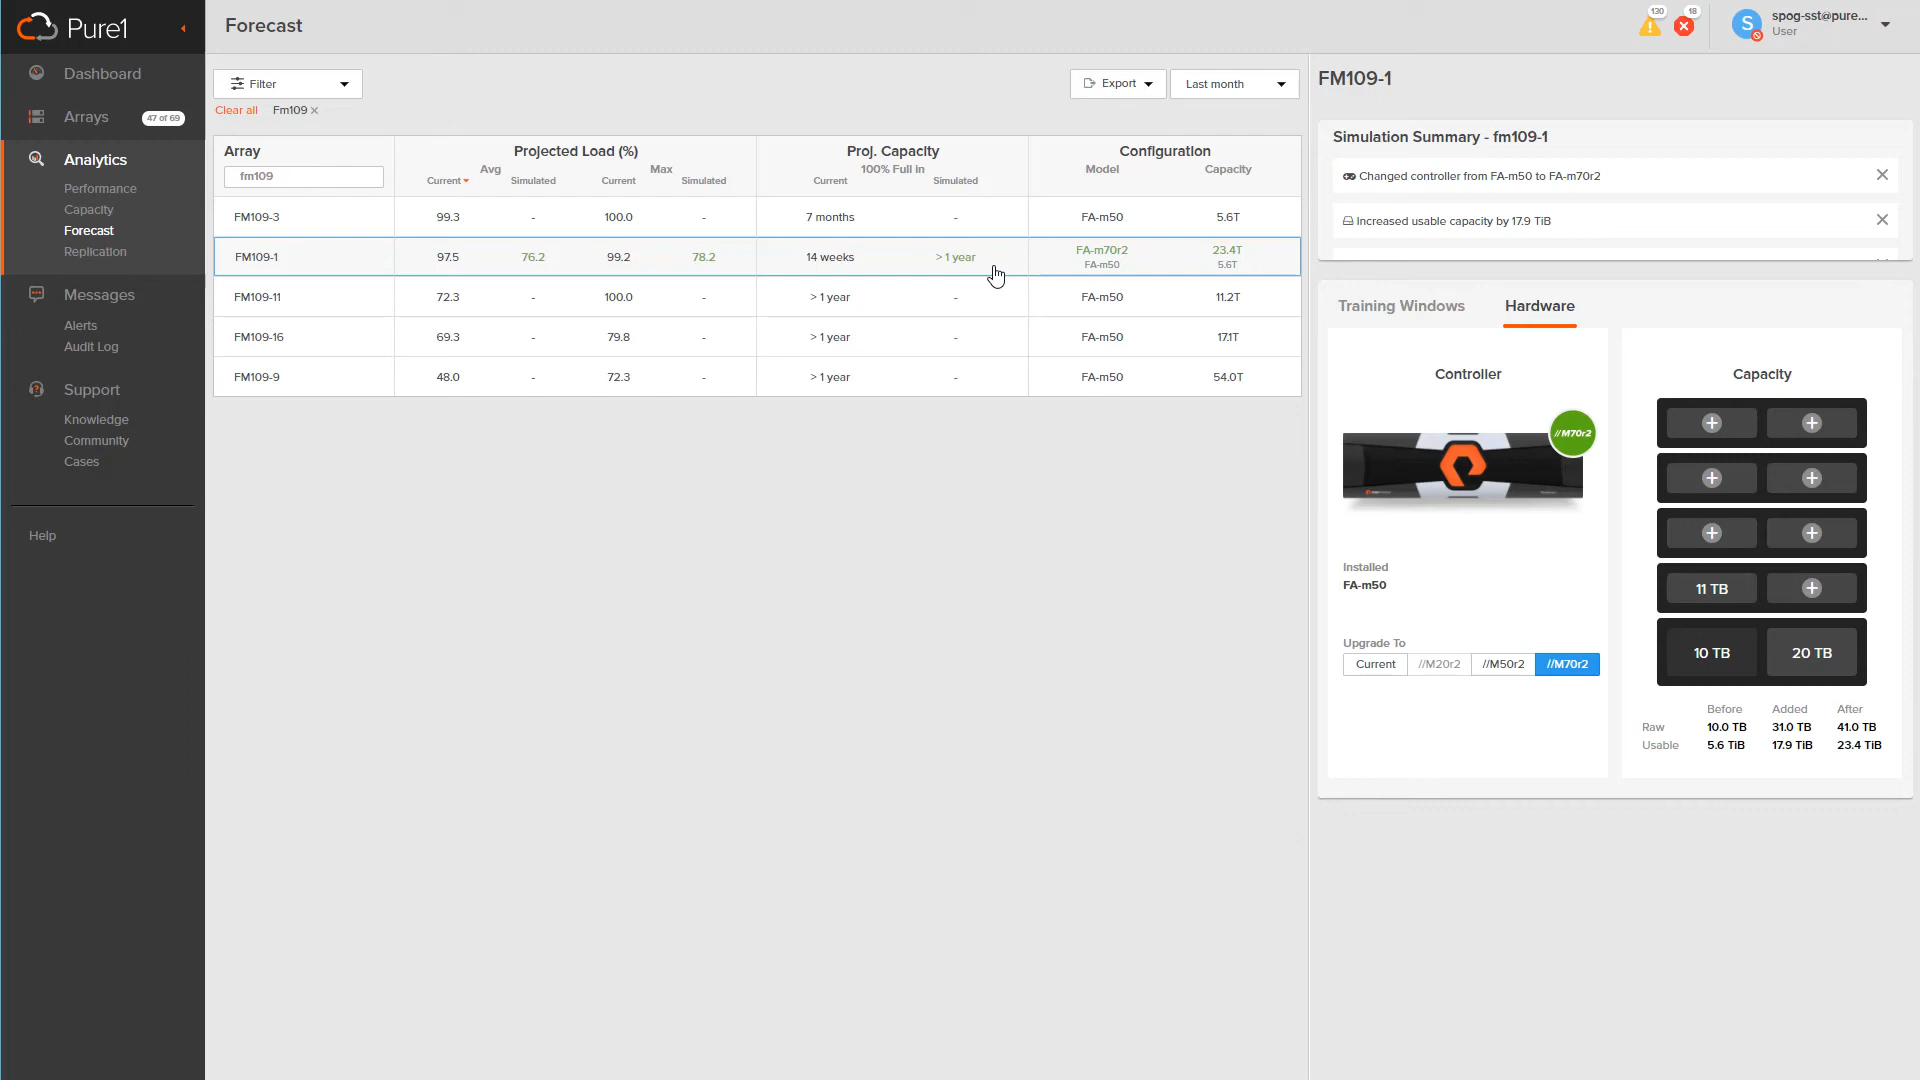 Pure1
Dashboard
Arrays
47 of 69
Analytics
Performance
Capacity
Forecast
Replication
Messages
Alerts
Audit Log
Support
Knowledge
Community
Cases
Help
Forecast
130
18
S
spog-sst@pure...
User
Filter
Clear all
Fm109
Export
Last month
Array
Projected Load (%)
Proj. Capacity
Configuration
fm109
Avg
Max
100% Full in
Model
Capacity
Current
Simulated
Current
Simulated
Current
Simulated
FM109-3 99.3 - 100.0 - 7 months - FA-m50 5.6T
FM109-1 97.5 76.2 99.2 78.2 14 weeks > 1 year FA-m70r2 23.4T
FA-m50 5.6T
FM109-11 72.3 - 100.0 - > 1 year - FA-m50 11.2T
FM109-16 69.3 - 79.8 - > 1 year - FA-m50 17.1T
FM109-9 48.0 - 72.3 - > 1 year - FA-m50 54.0T
FM109-1
Simulation Summary - fm109-1
Changed controller from FA-m50 to FA-m70r2
Increased usable capacity by 17.9 TiB
Training Windows
Hardware
Controller
//M70r2
Installed
FA-m50
Upgrade To
Current //M20r2 //M50r2 //M70r2
Capacity
11 TB
10 TB 20 TB
Before Added After
Raw 10.0 TB 31.0 TB 41.0 TB
Usable 5.6 TiB 17.9 TiB 23.4 TiB